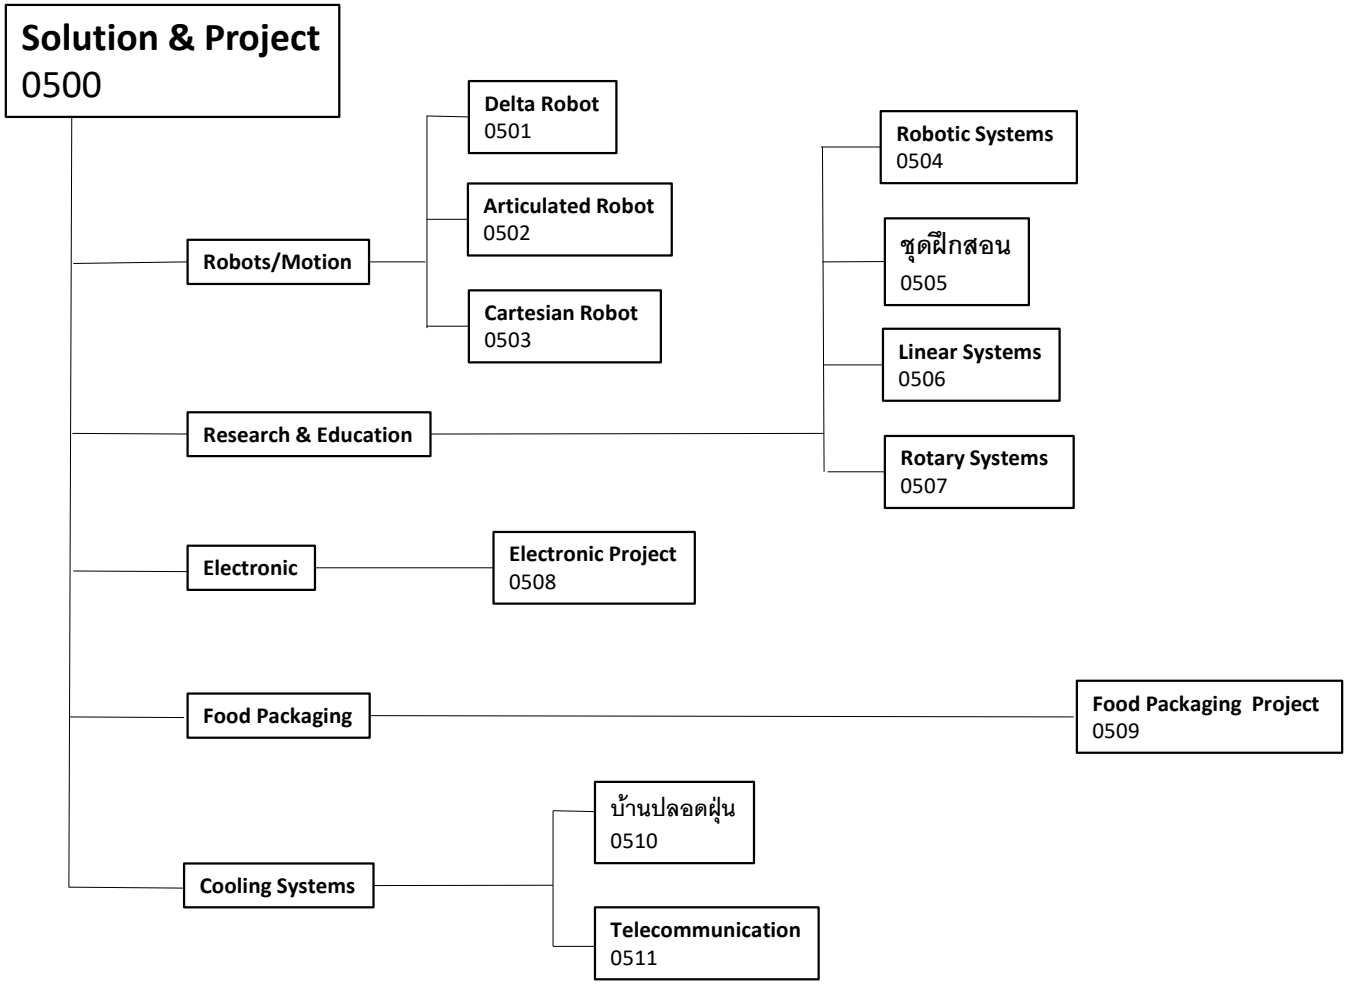 Solution & Project
0500
Robots/Motion
Delta Robot
0501
Articulated Robot
0502
Cartesian Robot
0503
Research & Education
Robotic Systems
0504
ชุดฝึกสอน
0505
Linear Systems
0506
Rotary Systems
0507
Electronic
Electronic Project
0508
Food Packaging
Food Packaging  Project
0509
Cooling Systems
บ้านปลอดฝุ่น
0510
Telecommunication
0511